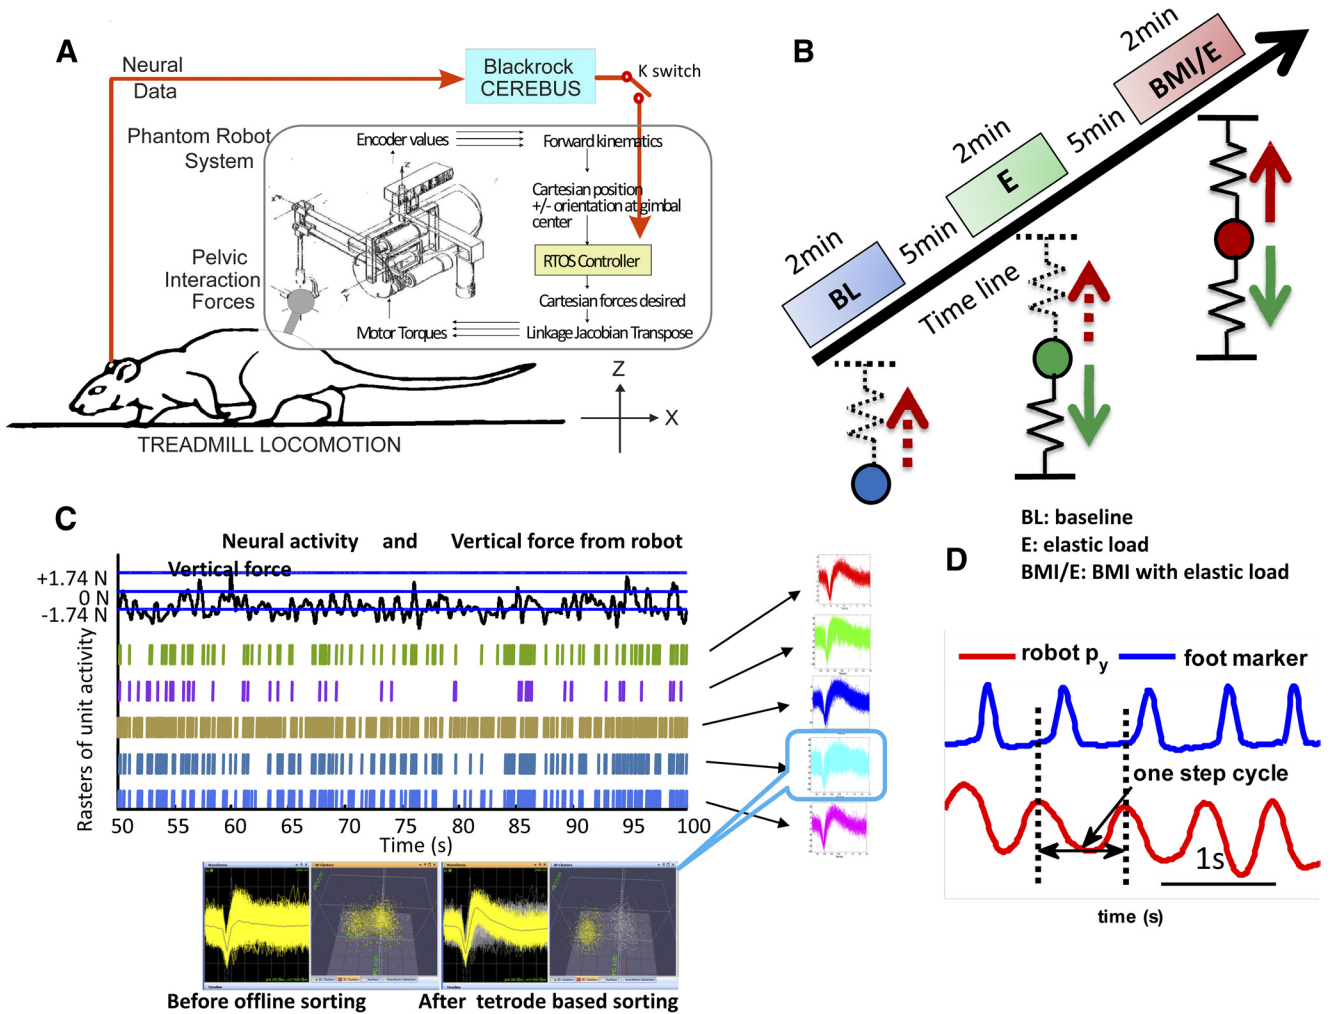 A
Neural
Data
Blackrock
CEREBUS
K switch
Phantom Robot
System
Encoder values
Forward kinematics
Cartesian position
+/- orientation at gimbal
center
RTOS Controller
Cartesian forces desired
Motor Torques
Linkage Jacobian Transpose
Pelvic
Interaction
Forces
X
Y
Z
TREADMILL LOCOMOTION
Z
X
B
2min
BL
5min
2min
E
5min
2min
BMI/E
Time line
BL: baseline
E: elastic load
BMI/E: BMI with elastic load
C
Neural activity and Vertical force from robot
Vertical force
+1.74 N
0 N
-1.74 N
Rasters of unit activity
50 55 60 65 70 75 80 85 90 95 100
Time (s)
Before offline sorting
After tetrode based sorting
D
robot py
foot marker
one step cycle
1s
time (s)